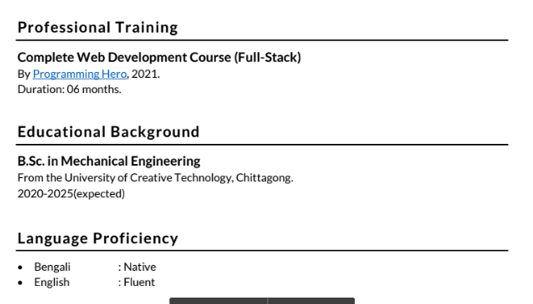 Professional Training
Complete Web Development Course (Full-Stack)
By Programming Hero, 2021.
Duration: 06 months.
Educational Background
B.Sc. in Mechanical Engineering
From the University of Creative Technology, Chittagong.
2020-2025(expected)
Language Proficiency
• Bengali : Native
• English : Fluent